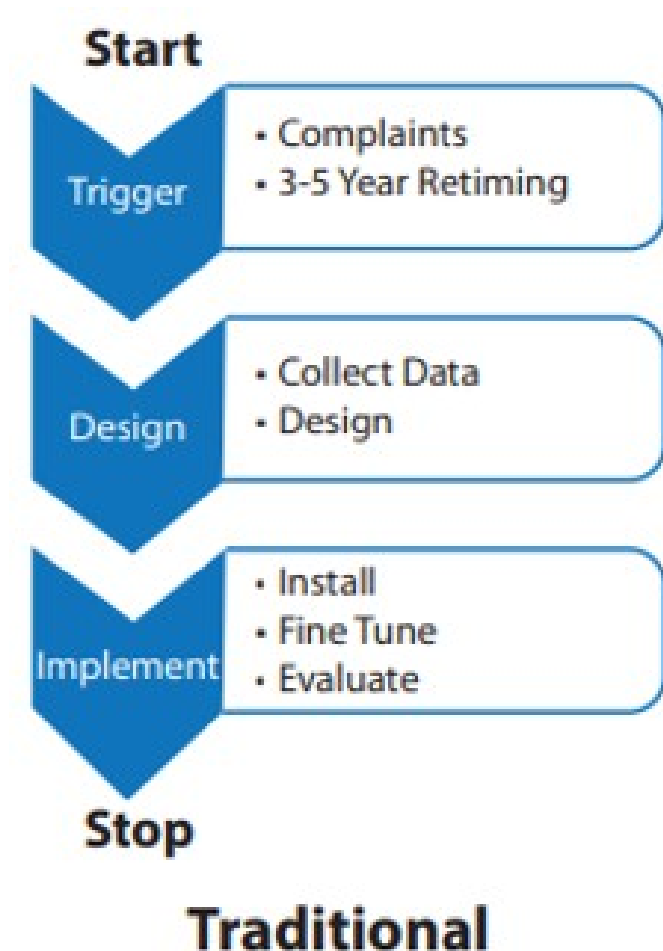 Start
Trigger
• Complaints
• 3-5 Year Retiming
Design
• Collect Data
• Design
Implement
• Install
• Fine Tune
• Evaluate
Stop
Traditional